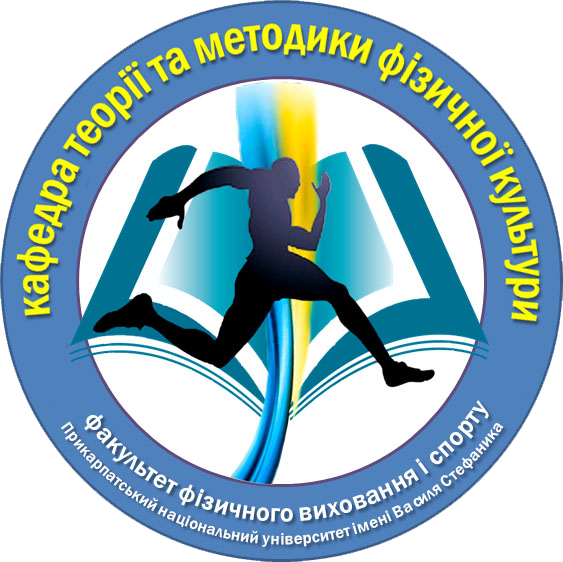 кафедра теорії та методики фізичної культури
факультет фізичного виховання і спорту
Прикарпатський національний університет імені Ва силя Стефаника